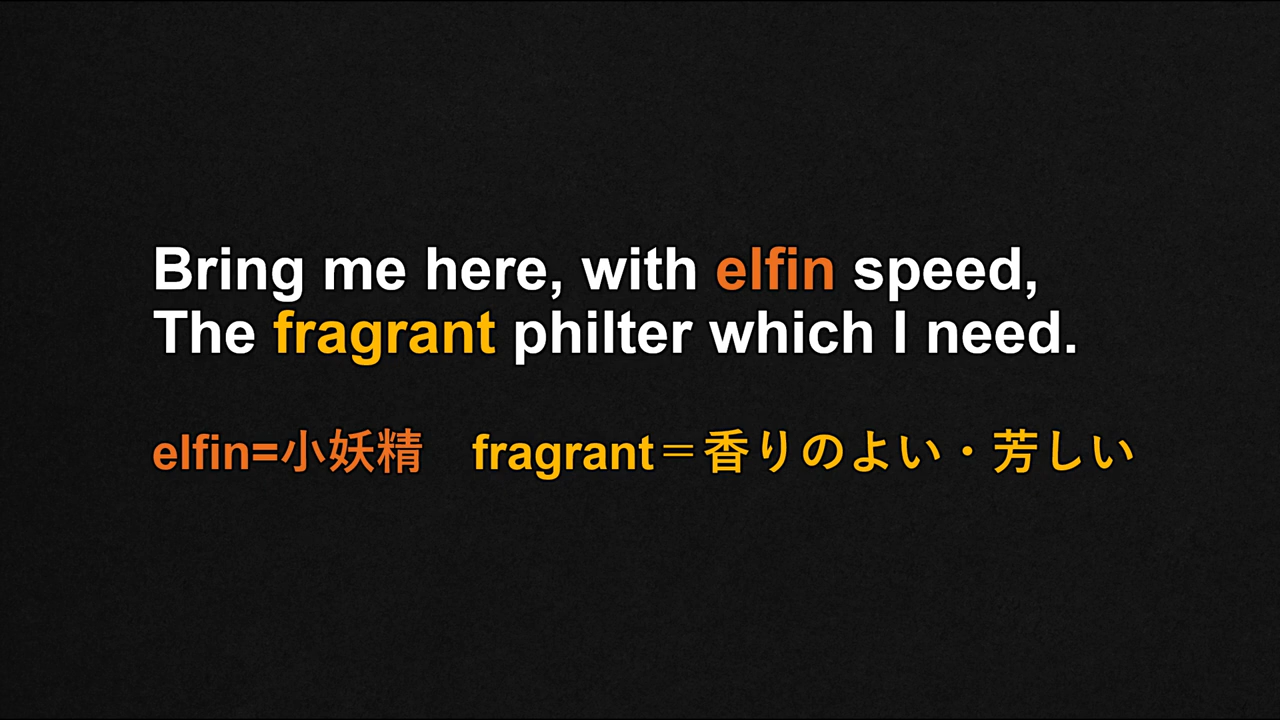 Bring me here, with elfin speed,
The fragrant philter which I need.
elfin=小妖精　fragrant＝香りのよい・芳しい